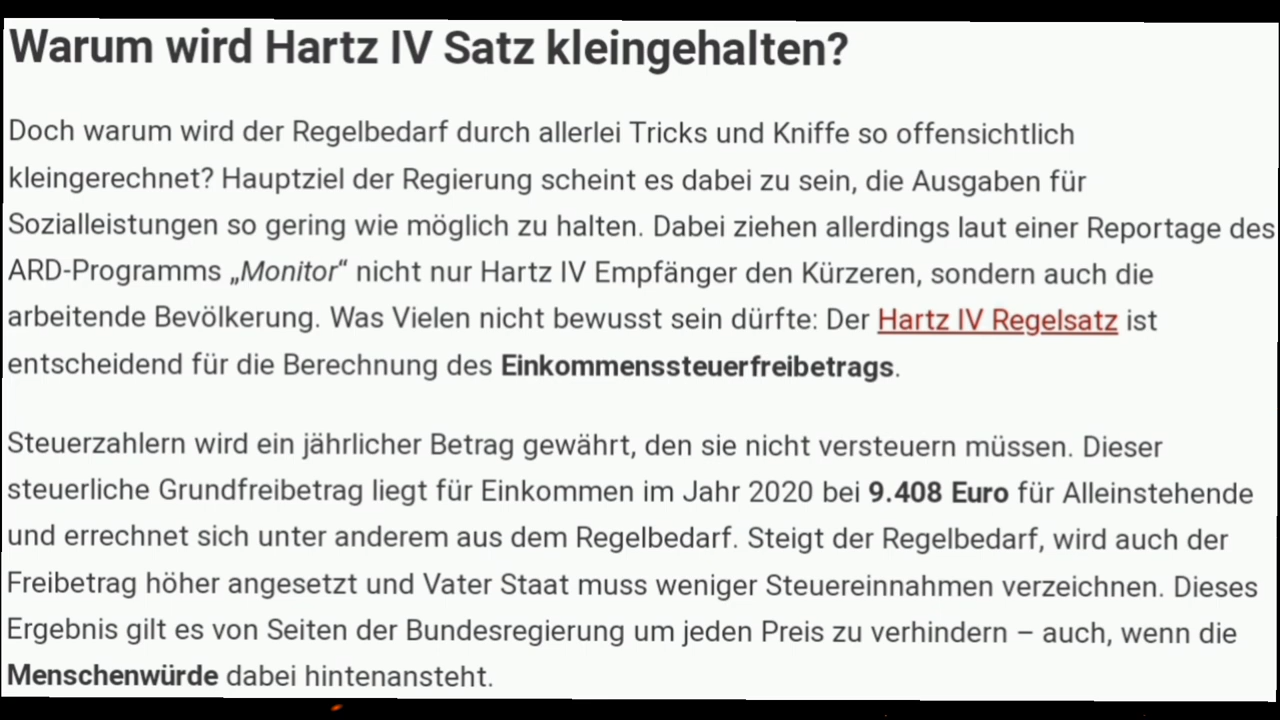 Warum wird Hartz IV Satz kleingehalten?
Doch warum wird der Regelbedarf durch allerlei Tricks und Kniffe so offensichtlich
kleingerechnet? Hauptziel der Regierung scheint es dabei zu sein, die Ausgaben für
Sozialleistungen so gering wie möglich zu halten. Dabei ziehen allerdings laut einer Reportage des
ARD-Programms „Monitor“ nicht nur Hartz IV Empfänger den Kürzeren, sondern auch die
arbeitende Bevölkerung. Was Vielen nicht bewusst sein dürfte: Der Hartz IV Regelsatz ist
entscheidend für die Berechnung des Einkommenssteuerfreibetrags.
Steuerzahlern wird ein jährlicher Betrag gewährt, den sie nicht versteuern müssen. Dieser
steuerliche Grundfreibetrag liegt für Einkommen im Jahr 2020 bei 9.408 Euro für Alleinstehende
und errechnet sich unter anderem aus dem Regelbedarf. Steigt der Regelbedarf, wird auch der
Freibetrag höher angesetzt und Vater Staat muss weniger Steuereinnahmen verzeichnen. Dieses
Ergebnis gilt es von Seiten der Bundesregierung um jeden Preis zu verhindern – auch, wenn die
Menschenwürde dabei hintenansteht.